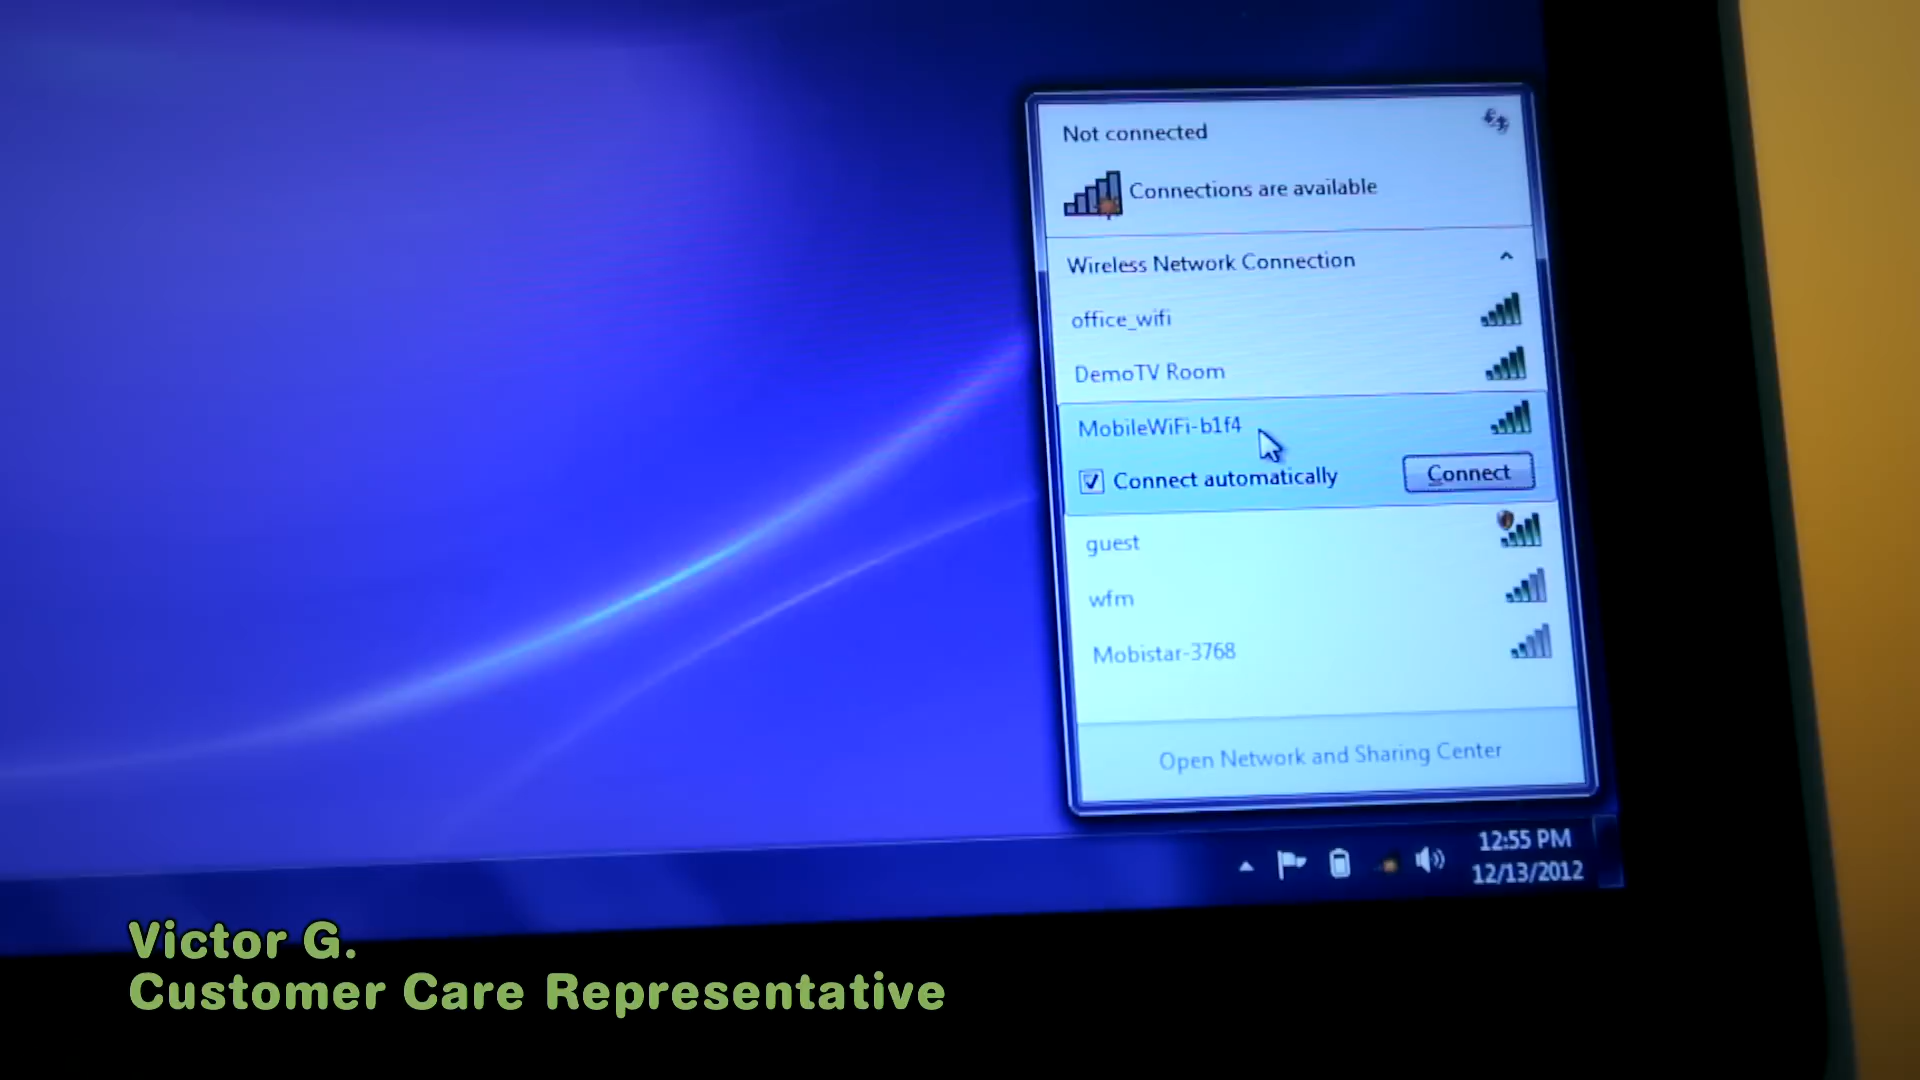 Not connected
Connections are available
Wireless Network Connection
office_wifi
DemoTV Room
MobileWiFi-b1f4
Connect automatically
Connect
guest
wfm
Mobistar-3768
Open Network and Sharing Center
12:55 PM
12/13/2012
Victor G.
Customer Care Representative